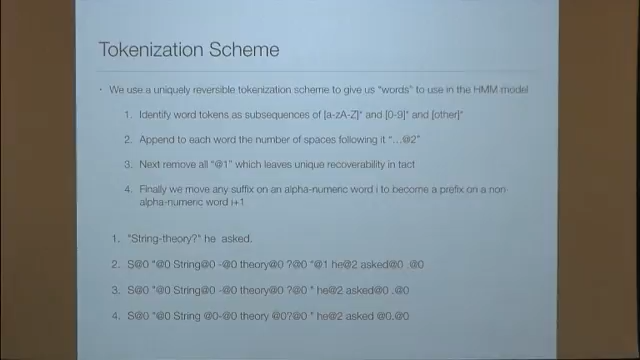 Tokenization Scheme
• We use a uniquely reversible tokenization scheme to give us "words" to use in the HMM model
1. Identify word tokens as subsequences of [a-zA-Z]* and [0-9]* and [other]*
2. Append to each word the number of spaces following it "…@2"
3. Next remove all "@1" which leaves unique recoverability in tact
4. Finally we move any suffix on an alpha-numeric word i to become a prefix on a non-
alpha-numeric word i+1
1. "String-theory?" he  asked.
2. S@0 "@0 String@0 -@0 theory@0 ?@0 "@1 he@2 asked@0 .@0
3. S@0 "@0 String@0 -@0 theory@0 ?@0 " he@2 asked@0 .@0
4. S@0 "@0 String @0-@0 theory @0?@0 " he@2 asked @0.@0